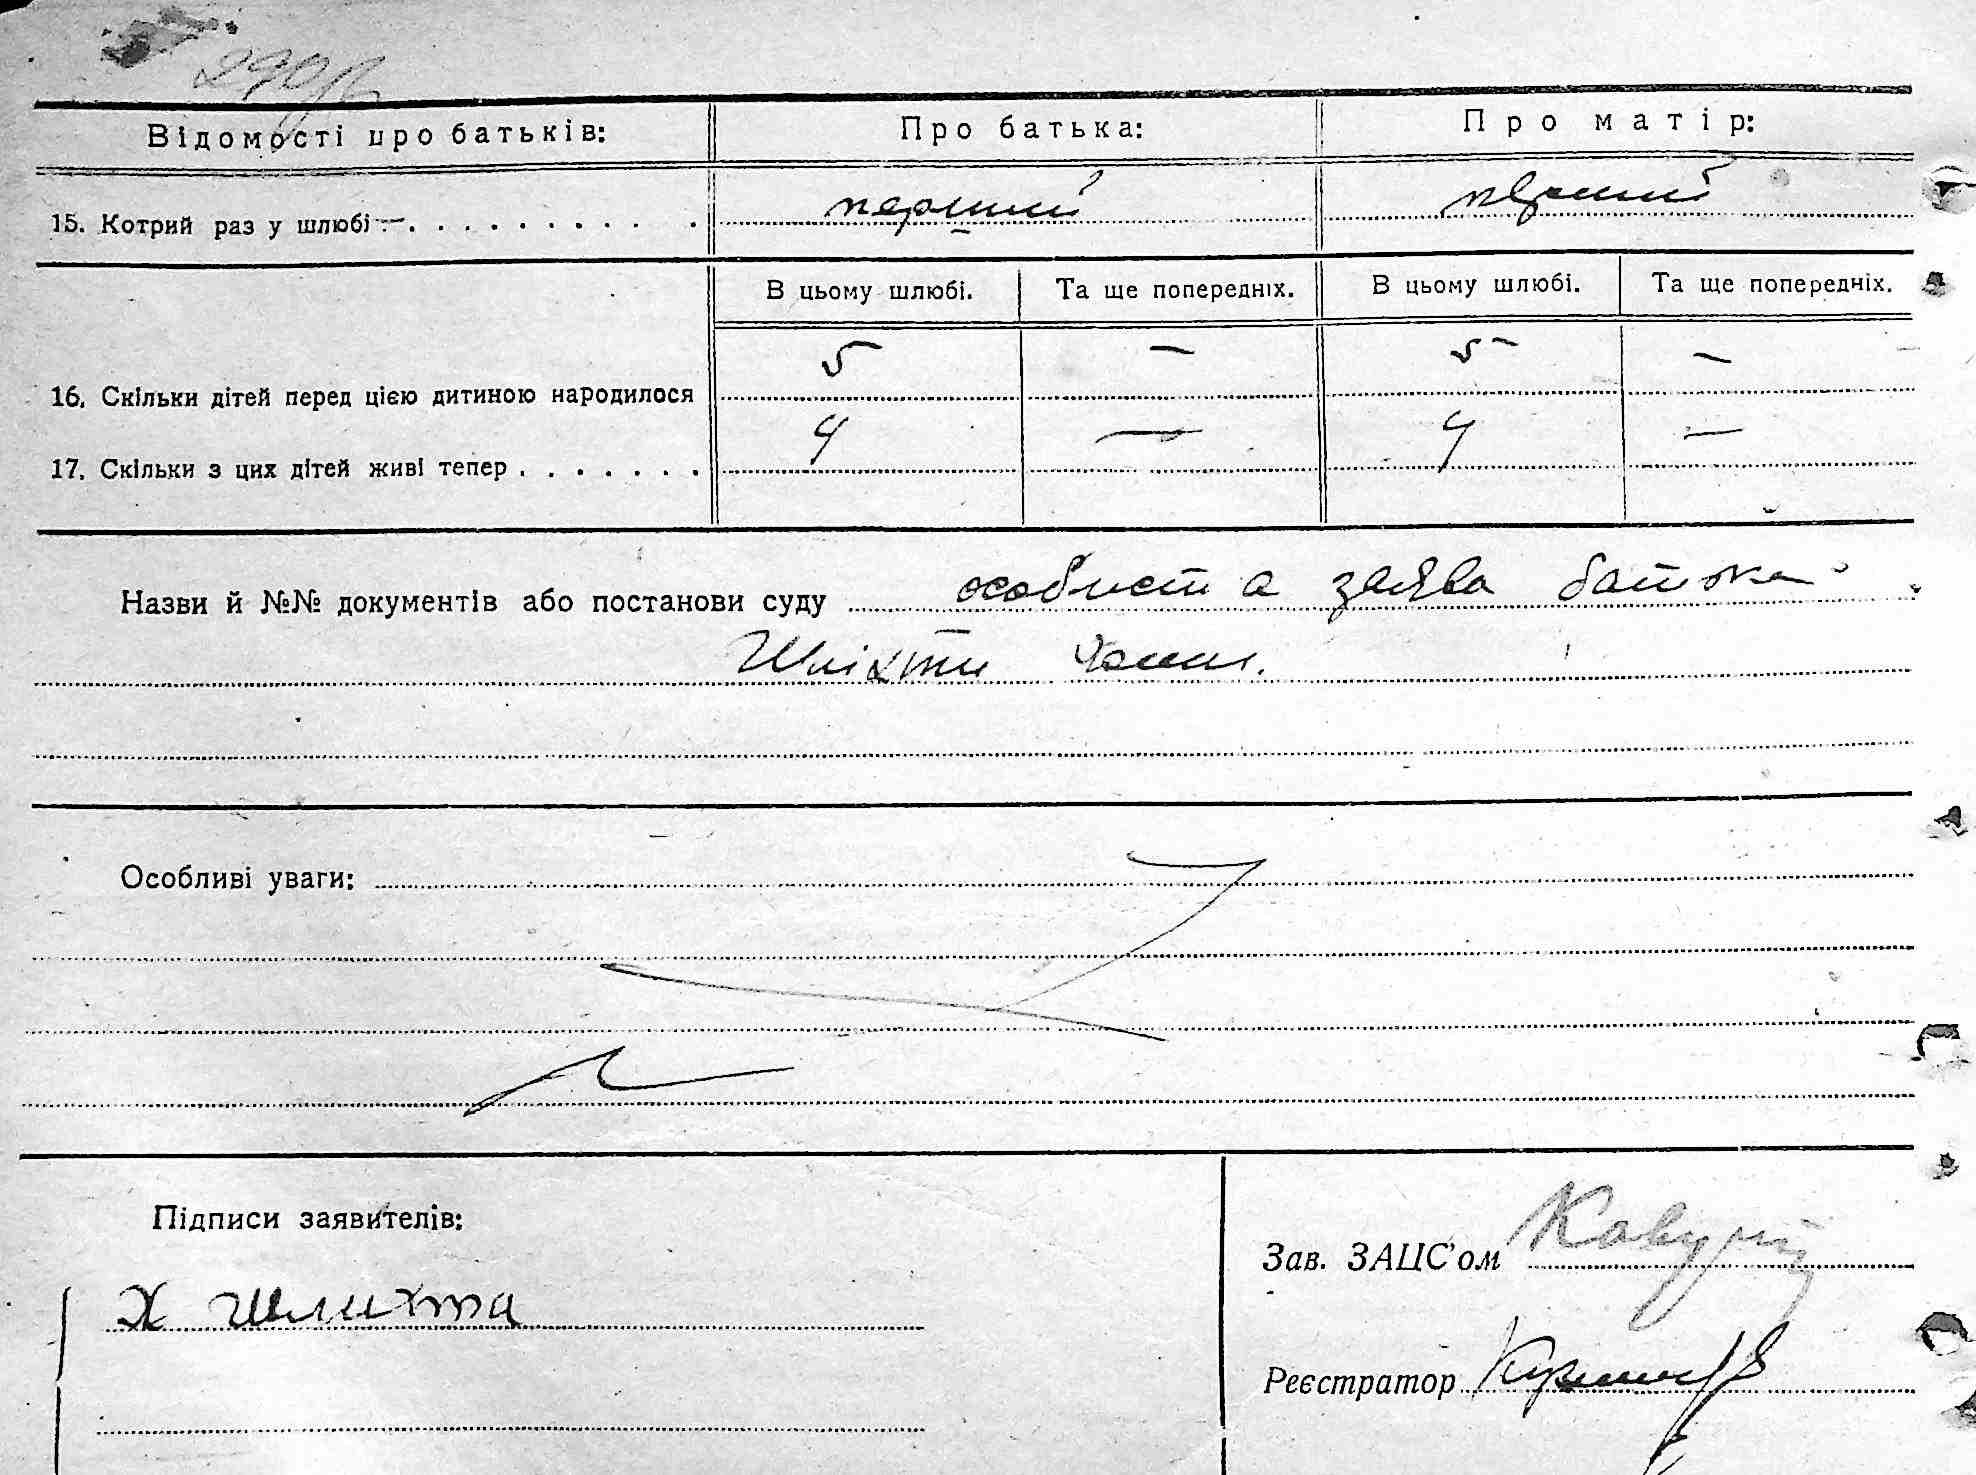 290
Відомості про батьків: Про батька: Про матір:
15. Котрий раз у шлюбі — перший перший
В цьому шлюбі. Та ще попередніх. В цьому шлюбі. Та ще попередніх.
5 — 5 —
16. Скільки дітей перед цією дитиною народилося
4 — 4 —
17. Скільки з цих дітей живі тепер
Назви й №№ документів або постанови суду особиста заява батька
Шліхти
Особливі уваги:
Підписи заявителів:
Зав. ЗАЦС'ом
Х Шлихта
Реєстратор